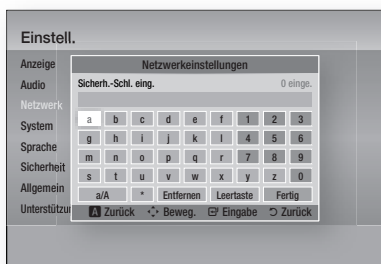 Einstell.
Anzeige
Netzwerkeinstellungen
Audio
Sicherh.-Schl. eing. 0 einge.
Netzwerk
System
a b c d e f 1 2 3
Sprache
g h i j k l 4 5 6
Sicherheit
m n o p q r 7 8 9
Allgemein
s t u v w x y z 0
Unterstützun
a/A * Entfernen Leertaste Fertig
A Zurück Beweg. Eingabe Zurück